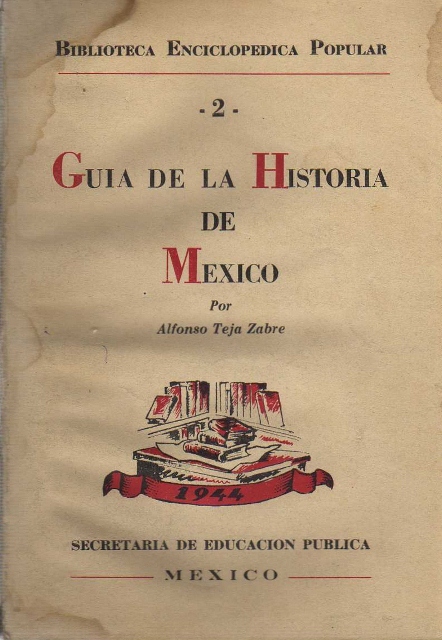 BIBLIOTECA ENCICLOPEDICA POPULAR
- 2 -
GUIA DE LA HISTORIA
DE
MEXICO
Por
Alfonso Teja Zabre
1944
SECRETARIA DE EDUCACION PUBLICA
MEXICO